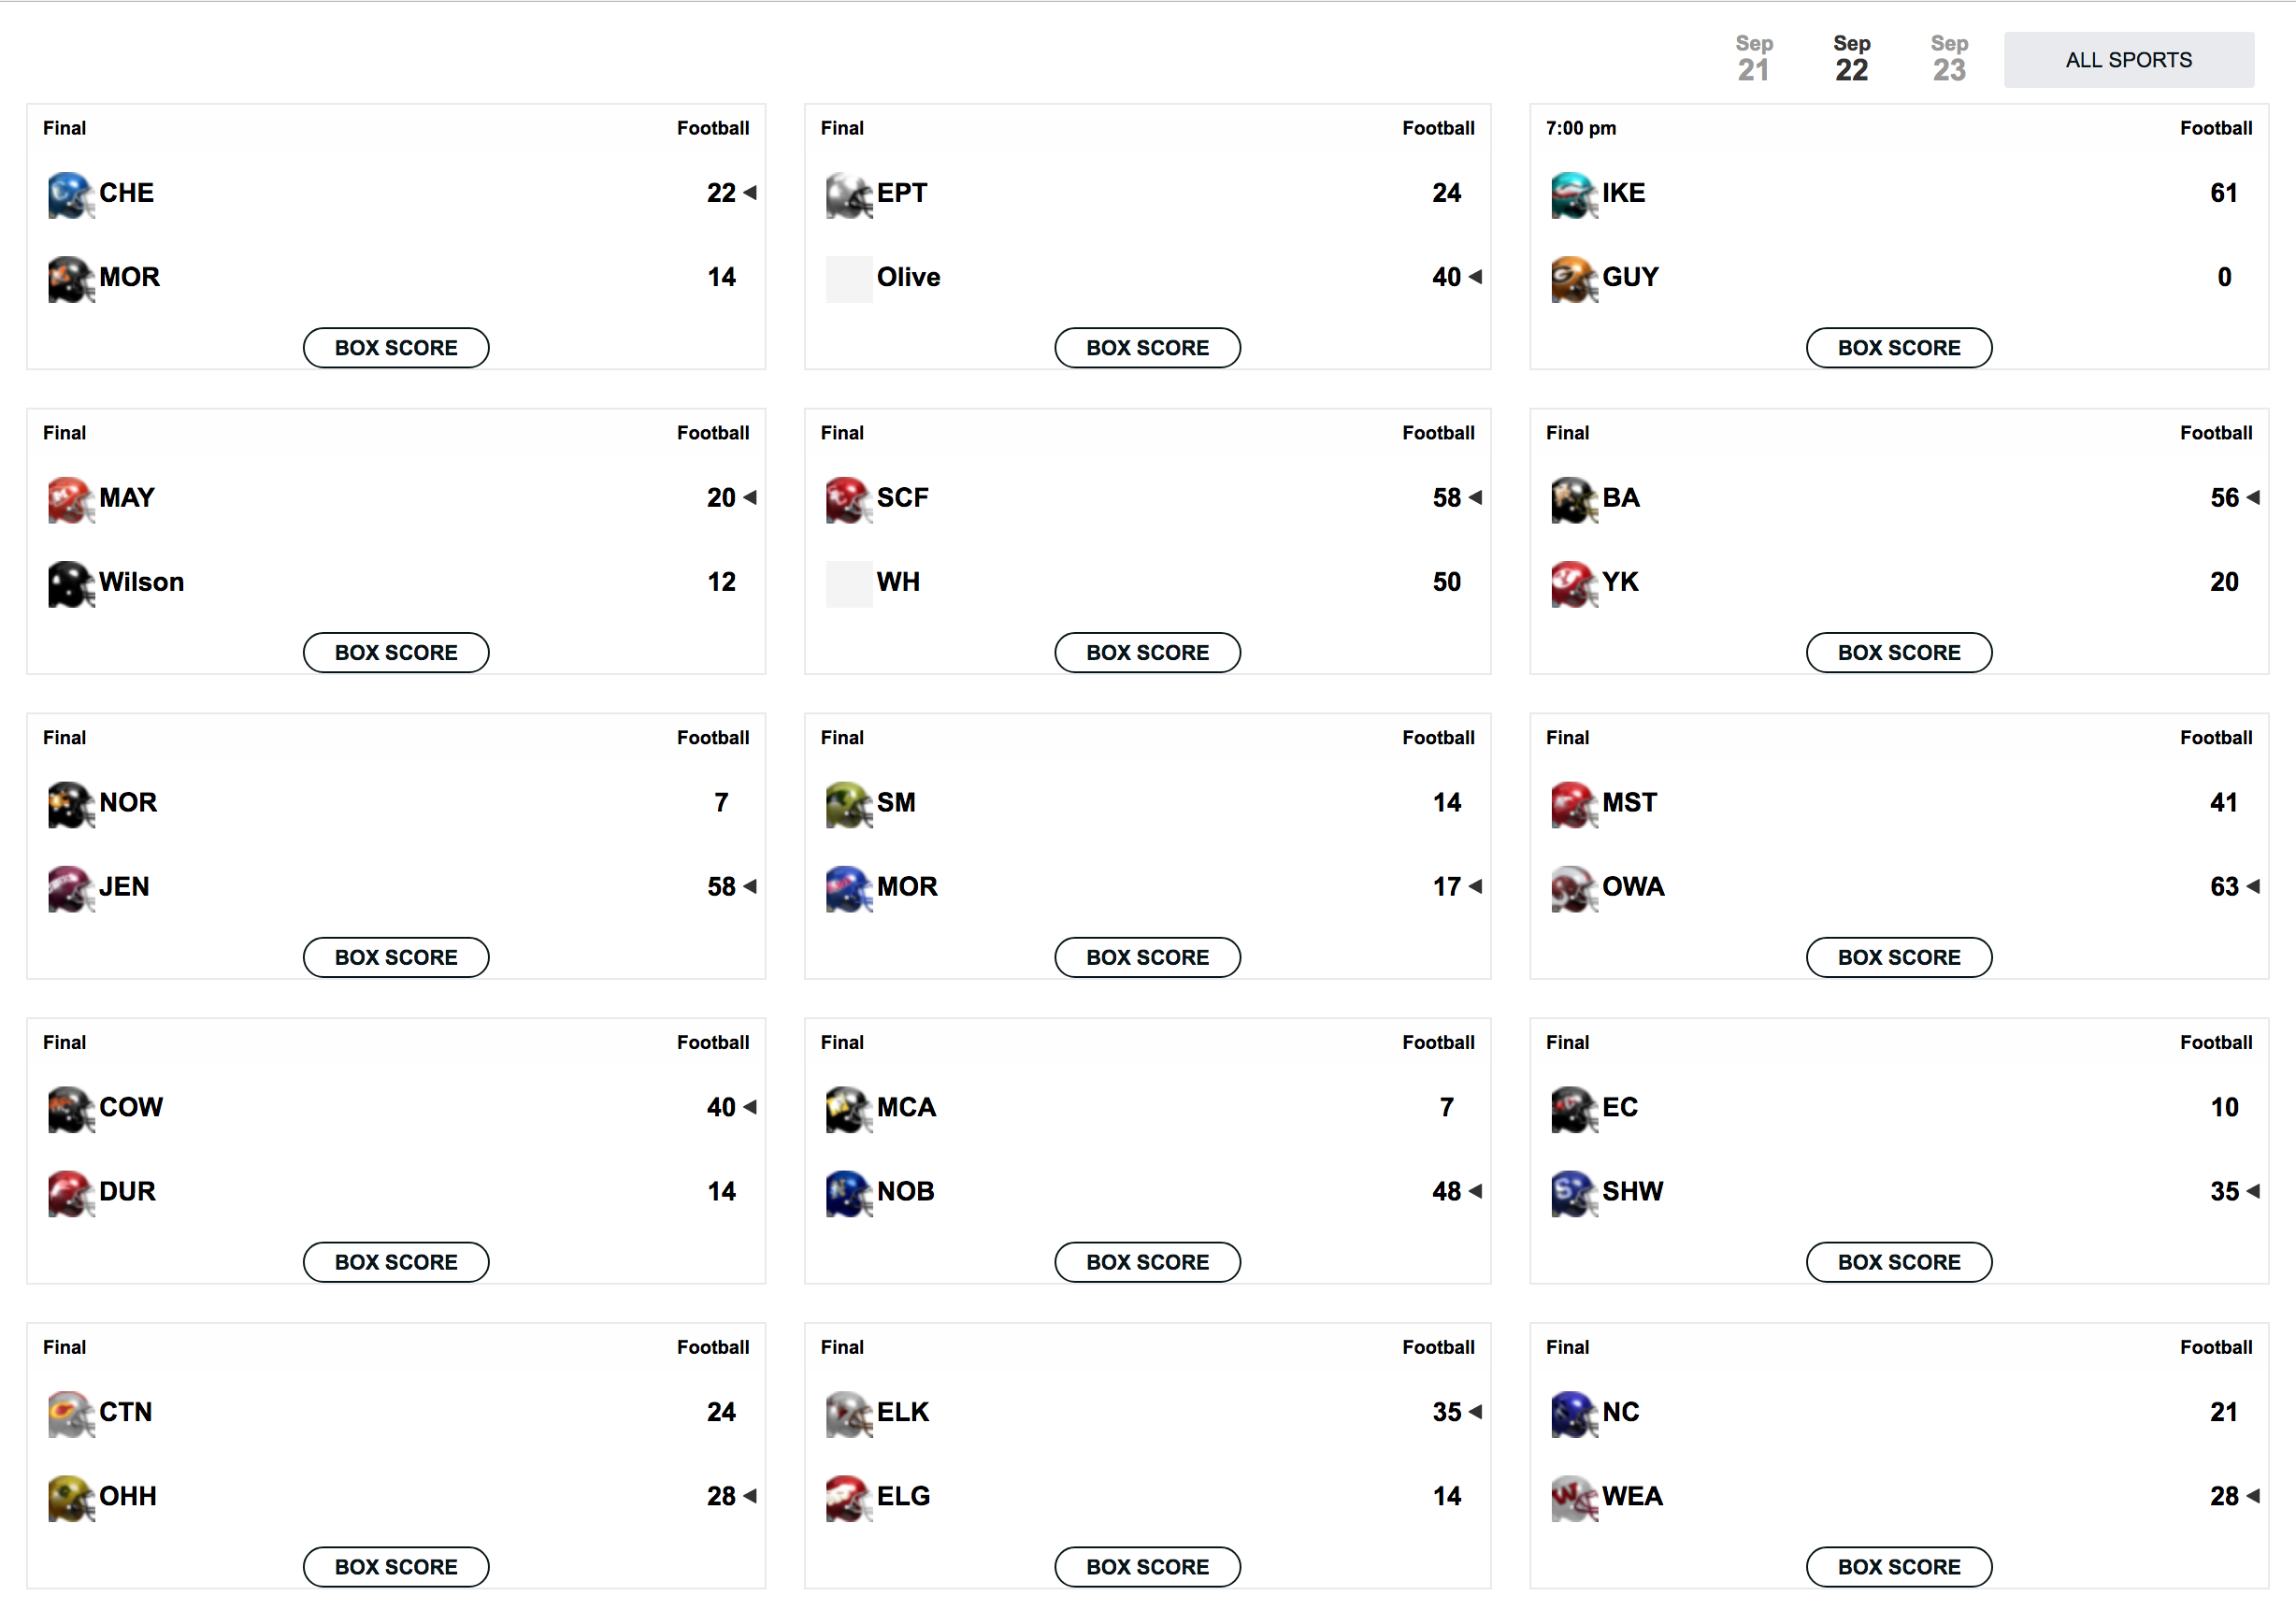 Sep Sep Sep
21 22 23 ALL SPORTS
Final Football
CHE 22
MOR 14
BOX SCORE
Final Football
EPT 24
Olive 40
BOX SCORE
7:00 pm Football
IKE 61
GUY 0
BOX SCORE
Final Football
MAY 20
Wilson 12
BOX SCORE
Final Football
SCF 58
WH 50
BOX SCORE
Final Football
BA 56
YK 20
BOX SCORE
Final Football
NOR 7
JEN 58
BOX SCORE
Final Football
SM 14
MOR 17
BOX SCORE
Final Football
MST 41
OWA 63
BOX SCORE
Final Football
COW 40
DUR 14
BOX SCORE
Final Football
MCA 7
NOB 48
BOX SCORE
Final Football
EC 10
SHW 35
BOX SCORE
Final Football
CTN 24
OHH 28
BOX SCORE
Final Football
ELK 35
ELG 14
BOX SCORE
Final Football
NC 21
WEA 28
BOX SCORE